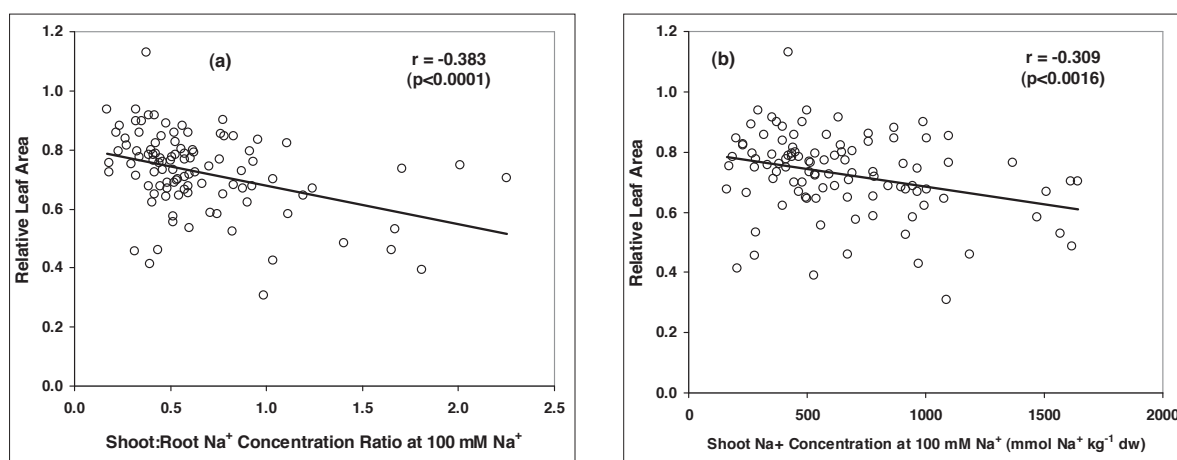 (a)
r = -0.383
(p<0.0001)
Relative Leaf Area
1.2
1.0
0.8
0.6
0.4
0.2
0.0
0.0 0.5 1.0 1.5 2.0 2.5
Shoot:Root Na⁺ Concentration Ratio at 100 mM Na⁺
(b)
r = -0.309
(p<0.0016)
Relative Leaf Area
1.2
1.0
0.8
0.6
0.4
0.2
0.0
0 500 1000 1500 2000
Shoot Na+ Concentration at 100 mM Na⁺ (mmol Na⁺ kg⁻¹ dw)